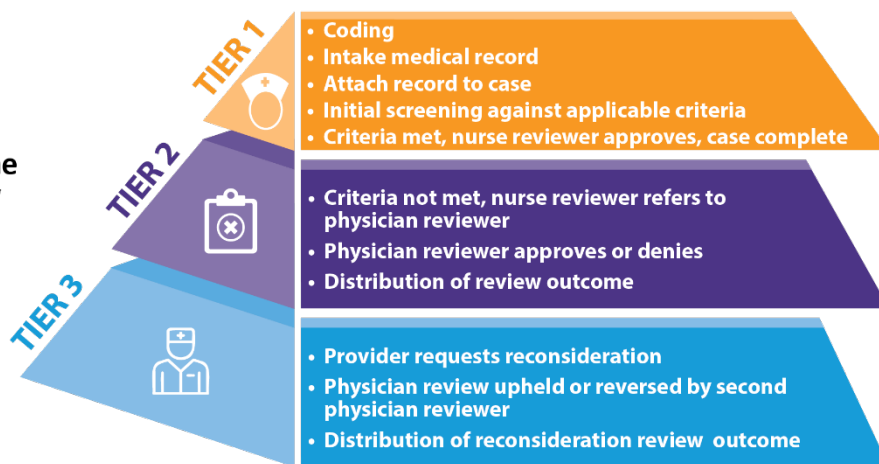 TIER 1
• Coding
• Intake medical record
• Attach record to case
• Initial screening against applicable criteria
• Criteria met, nurse reviewer approves, case complete
TIER 2
• Criteria not met, nurse reviewer refers to
physician reviewer
• Physician reviewer approves or denies
• Distribution of review outcome
TIER 3
• Provider requests reconsideration
• Physician review upheld or reversed by second
physician reviewer
• Distribution of reconsideration review outcome